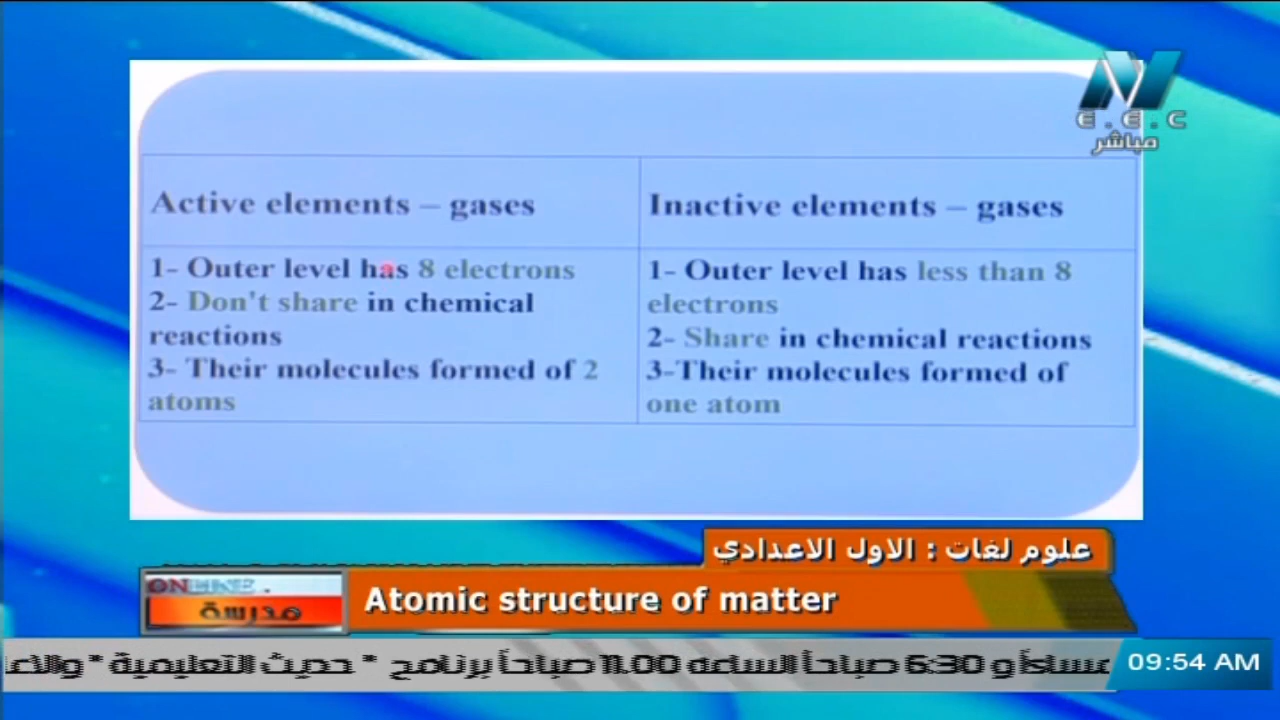 E.E.C
مباشر
Active elements – gases
Inactive elements – gases
1- Outer level has 8 electrons
2- Don't share in chemical
reactions
3- Their molecules formed of 2
atoms
1- Outer level has less than 8
electrons
2- Share in chemical reactions
3-Their molecules formed of
one atom
علوم لغات : الاول الاعدادي
ONLINE
مدرسة
Atomic structure of matter
مساءً و 6:30 صباحاً الساعه 11.00 صباحاً برنامج " حديث التعليمية "
09:54 AM